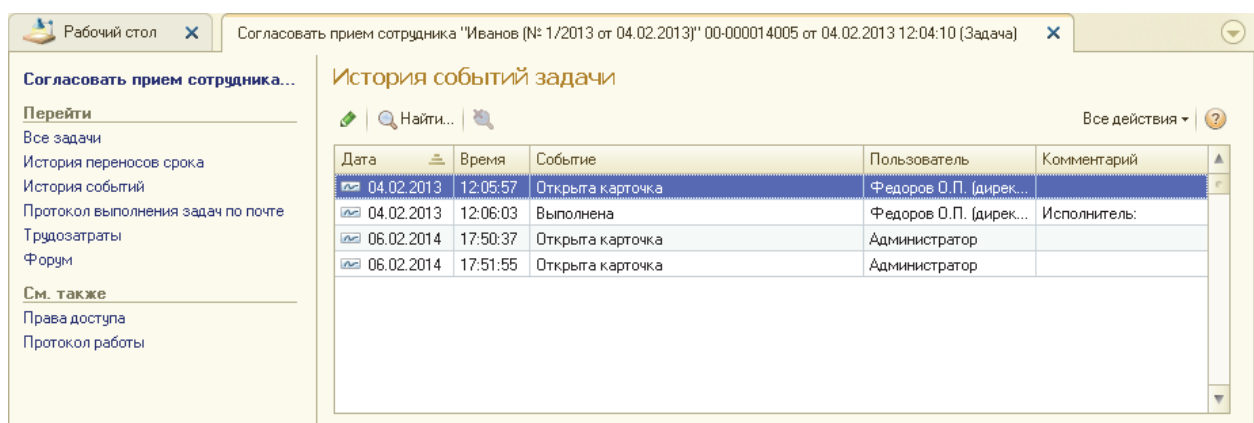 Рабочий стол
Согласовать прием сотрудника "Иванов (№ 1/2013 от 04.02.2013)" 00-000014005 от 04.02.2013 12:04:10 (Задача)
Согласовать прием сотрудника...
Перейти
Все задачи
История переносов срока
История событий
Протокол выполнения задач по почте
Трудозатраты
Форум
См. также
Права доступа
Протокол работы
История событий задачи
Найти... Все действия ?
Дата Время Событие Пользователь Комментарий
04.02.2013 12:05:57 Открыта карточка Федоров О.П. (дирек...
04.02.2013 12:06:03 Выполнена Федоров О.П. (дирек... Исполнитель:
06.02.2014 17:50:37 Открыта карточка Администратор
06.02.2014 17:51:55 Открыта карточка Администратор